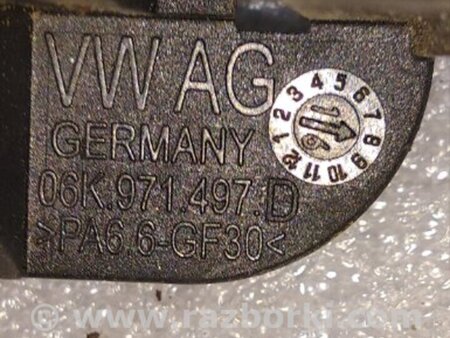 VW AG
GERMANY
06K.971.497.D
>PA6.6-GF30<
1 2 3 4 5 6 7 8 9 10 11 12
www.razborki.com